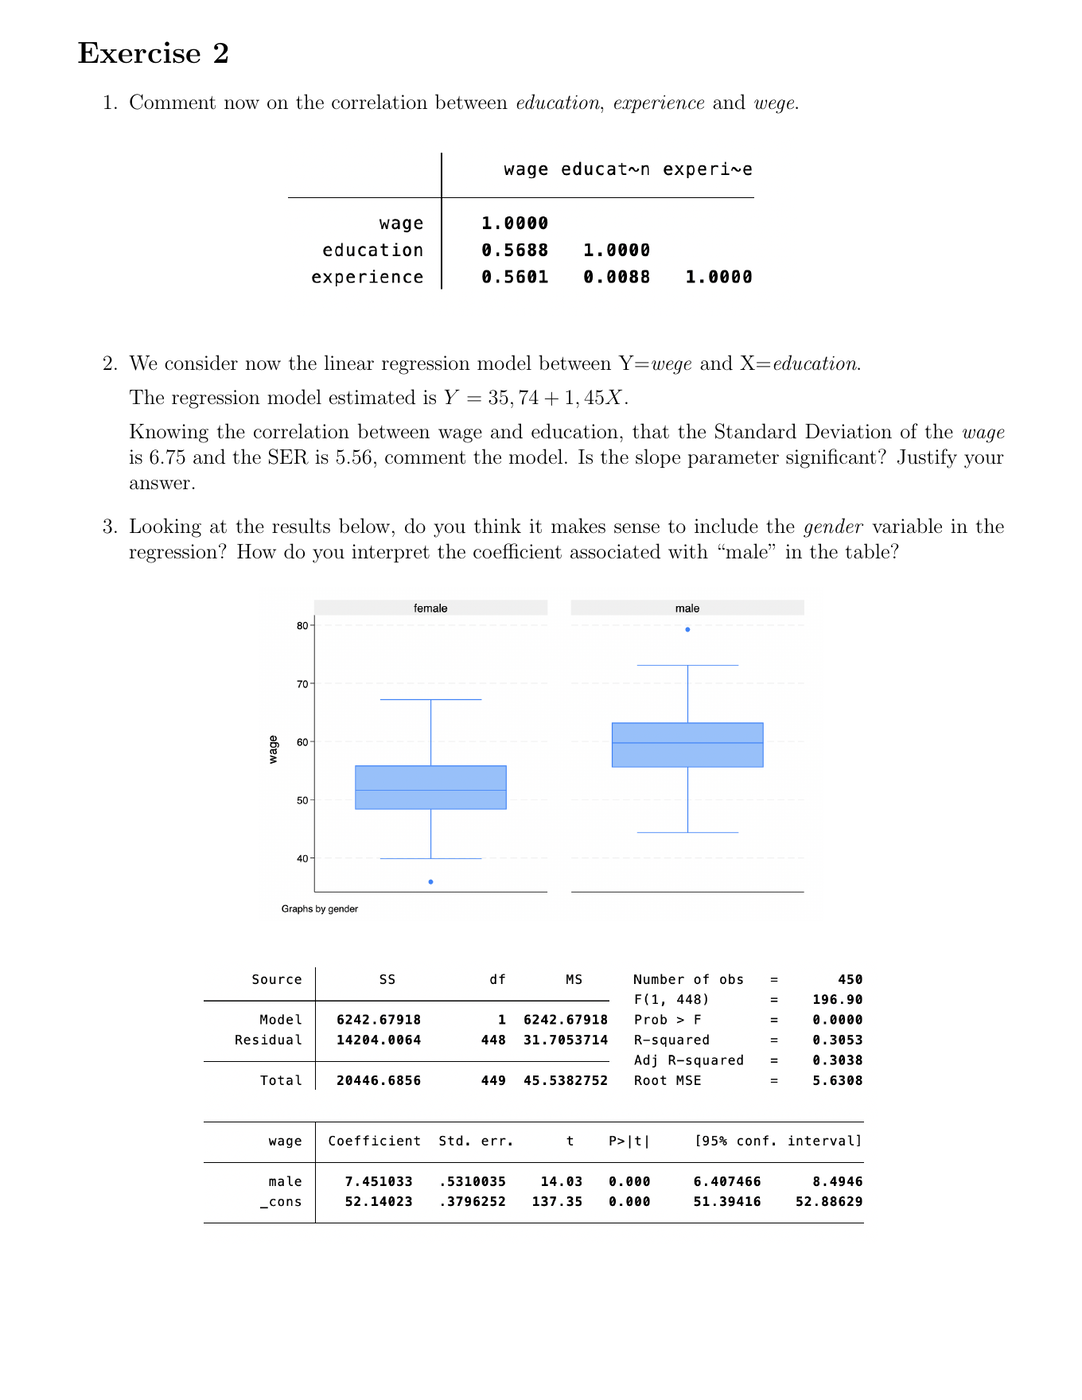 Exercise 2
1. Comment now on the correlation between education, experience and wege.
wage educat~n experi~e
wage 1.0000
education 0.5688 1.0000
experience 0.5601 0.0088 1.0000
2. We consider now the linear regression model between Y=wege and X=education.
The regression model estimated is Y = 35, 74 + 1, 45X.
Knowing the correlation between wage and education, that the Standard Deviation of the wage
is 6.75 and the SER is 5.56, comment the model. Is the slope parameter significant? Justify your
answer.
3. Looking at the results below, do you think it makes sense to include the gender variable in the
regression? How do you interpret the coefficient associated with “male” in the table?
female male
80
70
60
50
40
wage
Graphs by gender
Source SS df MS Number of obs = 450
F(1, 448) = 196.90
Model 6242.67918 1 6242.67918 Prob > F = 0.0000
Residual 14204.0064 448 31.7053714 R-squared = 0.3053
Adj R-squared = 0.3038
Total 20446.6856 449 45.5382752 Root MSE = 5.6308
wage Coefficient Std. err. t P>|t| [95% conf. interval]
male 7.451033 .5310035 14.03 0.000 6.407466 8.4946
_cons 52.14023 .3796252 137.35 0.000 51.39416 52.88629